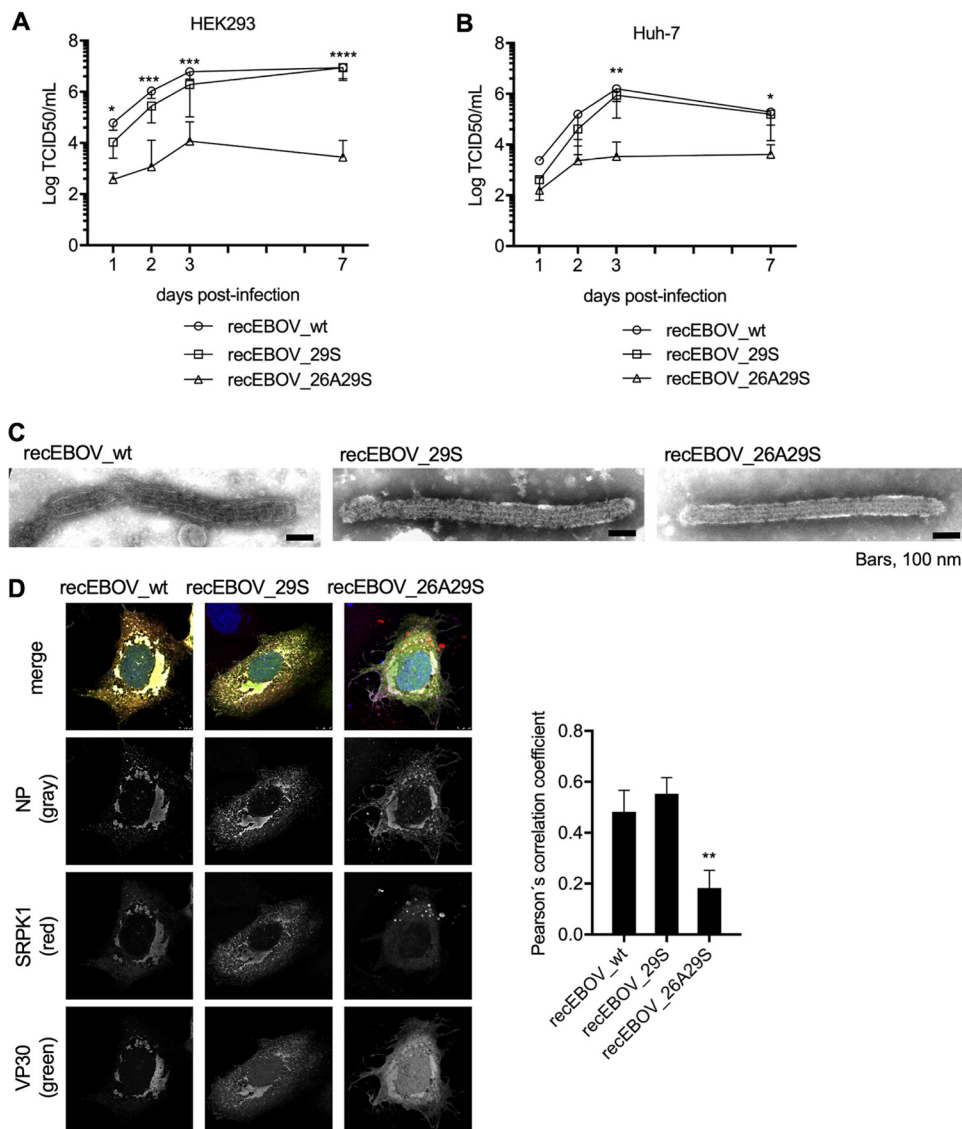 A
HEK293
Log TCID50/mL
8
6
4
2
0
*
***
***
****
1 2 3 7
days post-infection
recEBOV_wt
recEBOV_29S
recEBOV_26A29S
B
Huh-7
Log TCID50/mL
8
6
4
2
0
**
*
1 2 3 7
days post-infection
recEBOV_wt
recEBOV_29S
recEBOV_26A29S
C
recEBOV_wt recEBOV_29S recEBOV_26A29S
Bars, 100 nm
D
recEBOV_wt recEBOV_29S recEBOV_26A29S
merge
NP
(gray)
SRPK1
(red)
VP30
(green)
Pearson´s correlation coefficient
0.8
0.6
0.4
0.2
0.0
**
recEBOV_wt
recEBOV_29S
recEBOV_26A29S